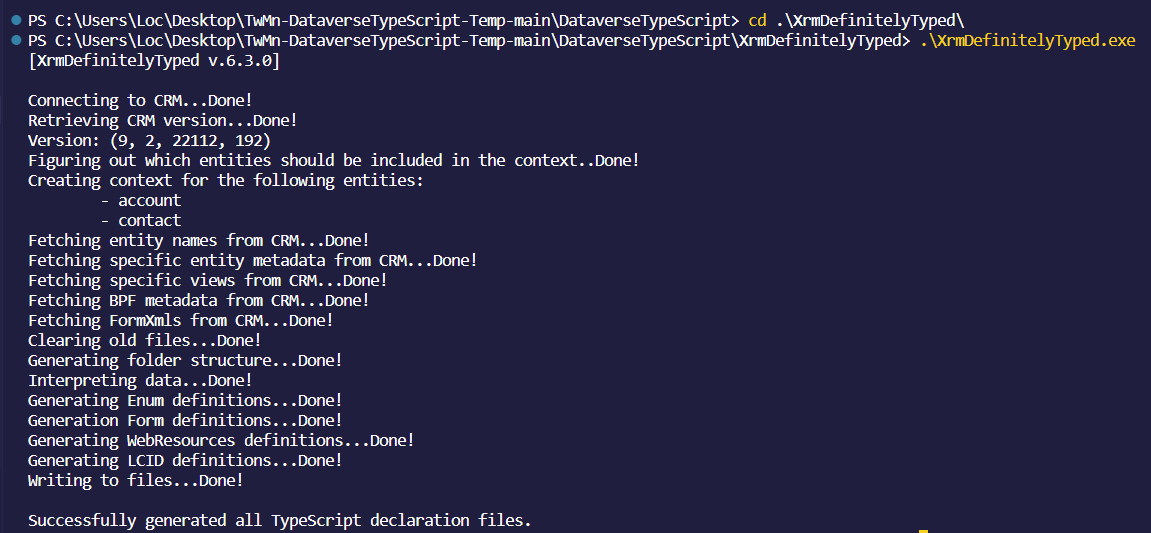 PS C:\Users\Loc\Desktop\TwMn-DataverseTypeScript-Temp-main\DataverseTypeScript> cd .\XrmDefinitelyTyped\
PS C:\Users\Loc\Desktop\TwMn-DataverseTypeScript-Temp-main\DataverseTypeScript\XrmDefinitelyTyped> .\XrmDefinitelyTyped.exe
[XrmDefinitelyTyped v.6.3.0]
Connecting to CRM...Done!
Retrieving CRM version...Done!
Version: (9, 2, 22112, 192)
Figuring out which entities should be included in the context..Done!
Creating context for the following entities:
- account
- contact
Fetching entity names from CRM...Done!
Fetching specific entity metadata from CRM...Done!
Fetching specific views from CRM...Done!
Fetching BPF metadata from CRM...Done!
Fetching FormXmls from CRM...Done!
Clearing old files...Done!
Generating folder structure...Done!
Interpreting data...Done!
Generating Enum definitions...Done!
Generation Form definitions...Done!
Generating WebResources definitions...Done!
Generating LCID definitions...Done!
Writing to files...Done!
Successfully generated all TypeScript declaration files.